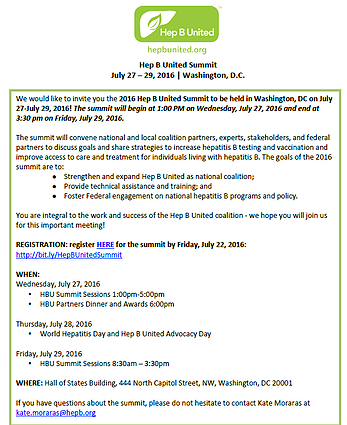 Hep B United
hepbunited.org
Hep B United Summit
July 27 – 29, 2016 | Washington, D.C.
We would like to invite you the 2016 Hep B United Summit to be held in Washington, DC on July
27-July 29, 2016! The summit will begin at 1:00 PM on Wednesday, July 27, 2016 and end at
3:30 pm on Friday, July 29, 2016.
The summit will convene national and local coalition partners, experts, stakeholders, and federal
partners to discuss goals and share strategies to increase hepatitis B testing and vaccination and
improve access to care and treatment for individuals living with hepatitis B. The goals of the 2016
summit are to:
• Strengthen and expand Hep B United as national coalition;
• Provide technical assistance and training; and
• Foster Federal engagement on national hepatitis B programs and policy.
You are integral to the work and success of the Hep B United coalition - we hope you will join us
for this important meeting!
REGISTRATION: register HERE for the summit by Friday, July 22, 2016:
http://bit.ly/HepBUnitedSummit
WHEN:
Wednesday, July 27, 2016
• HBU Summit Sessions 1:00pm-5:00pm
• HBU Partners Dinner and Awards 6:00pm
Thursday, July 28, 2016
• World Hepatitis Day and Hep B United Advocacy Day
Friday, July 29, 2016
• HBU Summit Sessions 8:30am – 3:30pm
WHERE: Hall of States Building, 444 North Capitol Street, NW, Washington, DC 20001
If you have questions about the summit, please do not hesitate to contact Kate Moraras at
kate.moraras@hepb.org